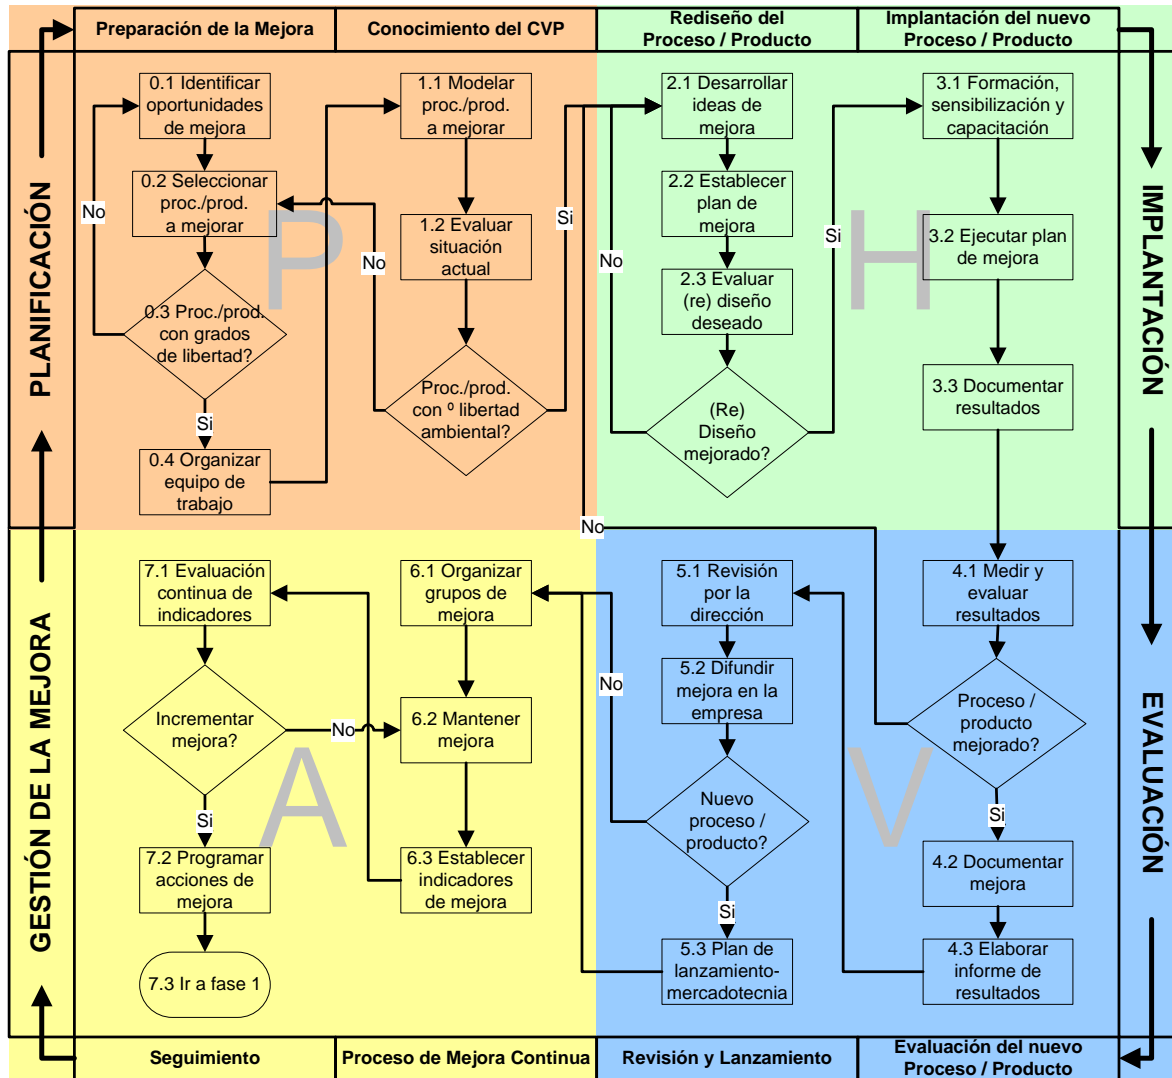 Preparación de la Mejora
Conocimiento del CVP
Rediseño del
Proceso / Producto
Implantación del nuevo
Proceso / Producto
PLANIFICACIÓN
0.1 Identificar
oportunidades
de mejora
0.2 Seleccionar
proc./prod.
a mejorar
No
0.3 Proc./prod.
con grados
de libertad?
Si
0.4 Organizar
equipo de
trabajo
P
1.1 Modelar
proc./prod.
a mejorar
1.2 Evaluar
situación
actual
No
Si
Proc./prod.
con º libertad
ambiental?
2.1 Desarrollar
ideas de
mejora
2.2 Establecer
plan de
mejora
2.3 Evaluar
(re) diseño
deseado
No
(Re)
Diseño
mejorado?
Si
H
3.1 Formación,
sensibilización y
capacitación
3.2 Ejecutar plan
de mejora
3.3 Documentar
resultados
IMPLANTACIÓN
No
GESTIÓN DE LA MEJORA
7.1 Evaluación
continua de
indicadores
Incrementar
mejora?
No
Si
7.2 Programar
acciones de
mejora
7.3 Ir a fase 1
A
6.1 Organizar
grupos de
mejora
6.2 Mantener
mejora
6.3 Establecer
indicadores
de mejora
5.1 Revisión
por la
dirección
5.2 Difundir
mejora en la
empresa
No
Nuevo
proceso /
producto?
Si
5.3 Plan de
lanzamiento-
mercadotecnia
V
4.1 Medir y
evaluar
resultados
Proceso /
producto
mejorado?
Si
4.2 Documentar
mejora
4.3 Elaborar
informe de
resultados
EVALUACIÓN
Seguimiento
Proceso de Mejora Continua
Revisión y Lanzamiento
Evaluación del nuevo
Proceso / Producto